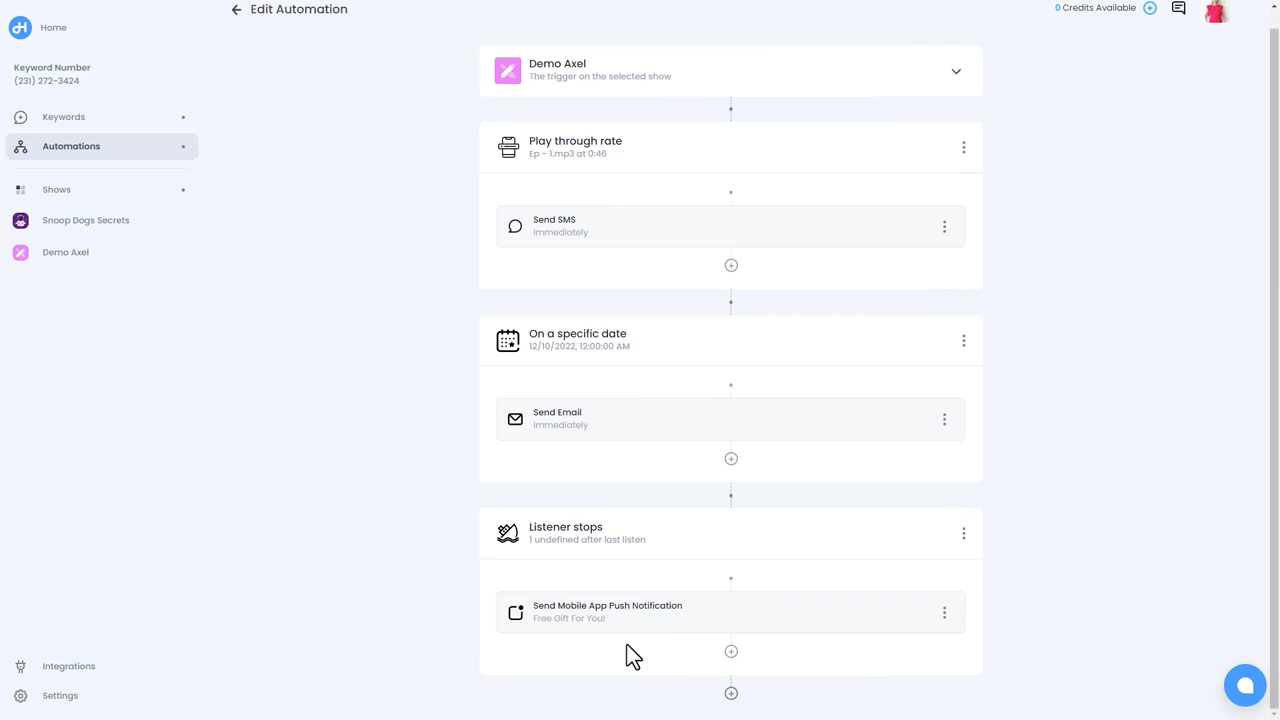 Edit Automation
0 Credits Available
Home
Keyword Number
(231) 272-3424
Keywords
Automations
Shows
Snoop Dogs Secrets
Demo Axel
Integrations
Settings
Demo Axel
The trigger on the selected show
Play through rate
Ep - 1.mp3 at 0:46
Send SMS
Immediately
On a specific date
12/10/2022, 12:00:00 AM
Send Email
Immediately
Listener stops
1 undefined after last listen
Send Mobile App Push Notification
Free Gift For You!